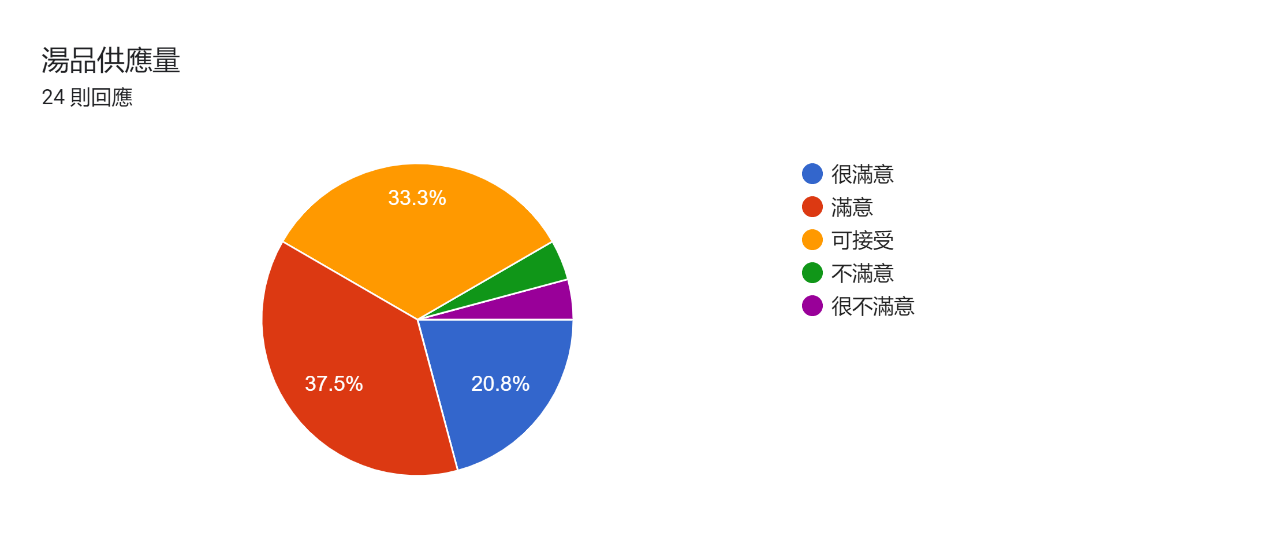 湯品供應量
24 則回應
33.3%
37.5%
20.8%
很滿意
滿意
可接受
不滿意
很不滿意